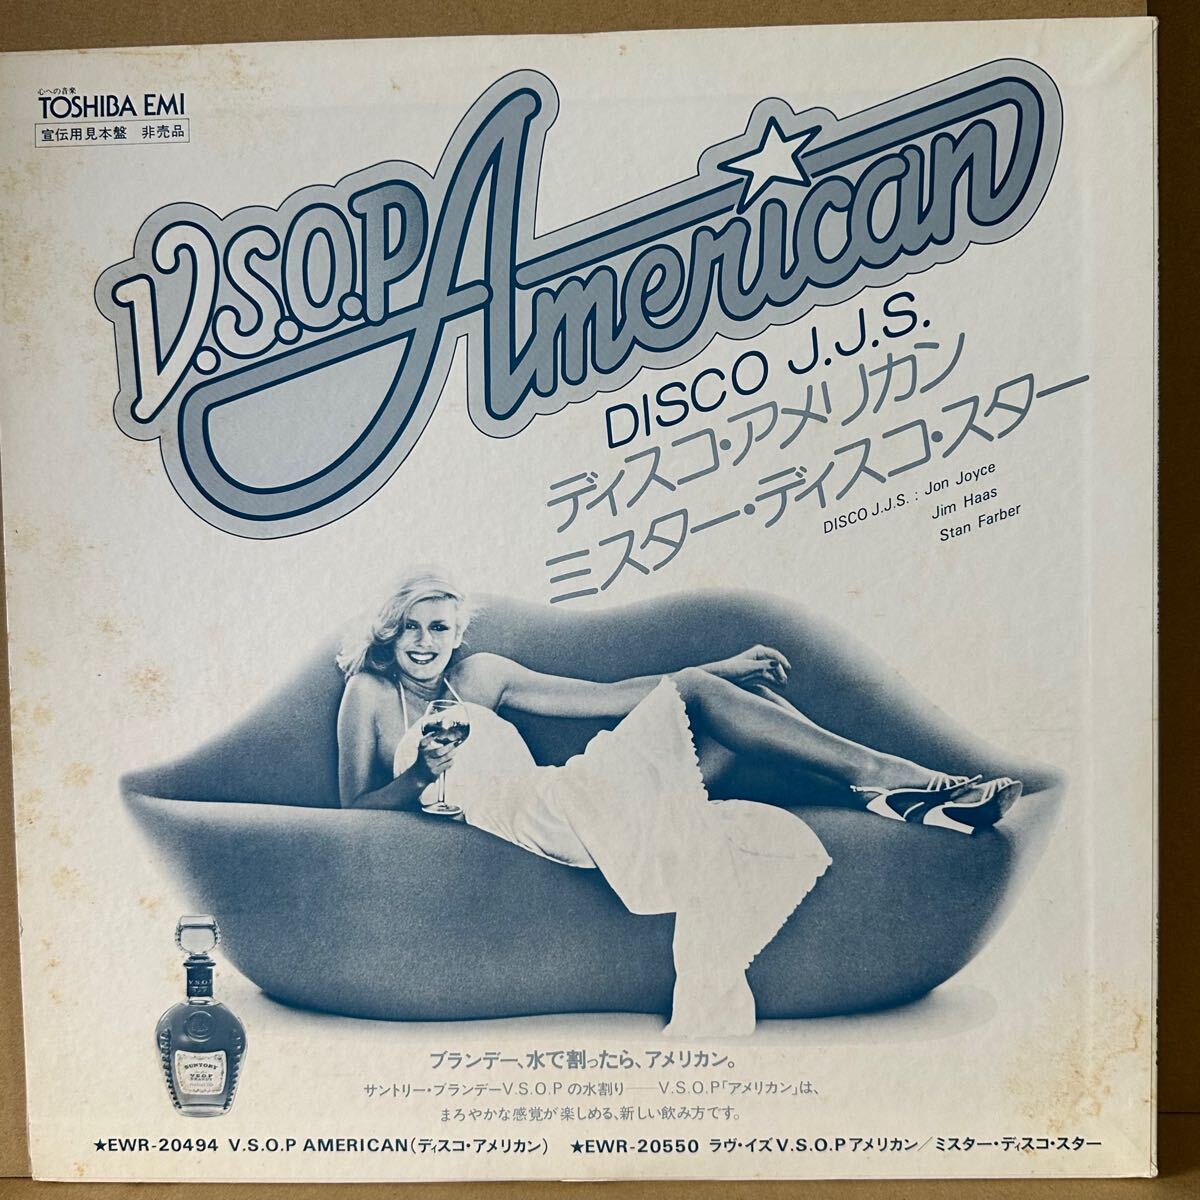 心への音楽
TOSHIBA EMI
宣伝用見本盤 非売品
V.S.O.P American
DISCO J.J.S.
ディスコ・アメリカン
ミスター・ディスコ・スター
DISCO J.J.S. : Jon Joyce
Jim Haas
Stan Farber
V.S.O.P
SUNTORY
V.S.O.P
BRANDY
ブランデー、水で割ったら、アメリカン。
サントリー・ブランデーV.S.O.Pの水割り──V.S.O.P「アメリカン」は、
まろやかな感覚が楽しめる、新しい飲み方です。
★EWR-20494 V.S.O.P AMERICAN(ディスコ・アメリカン) ★EWR-20550 ラヴ・イズV.S.O.Pアメリカン/ミスター・ディスコ・スター